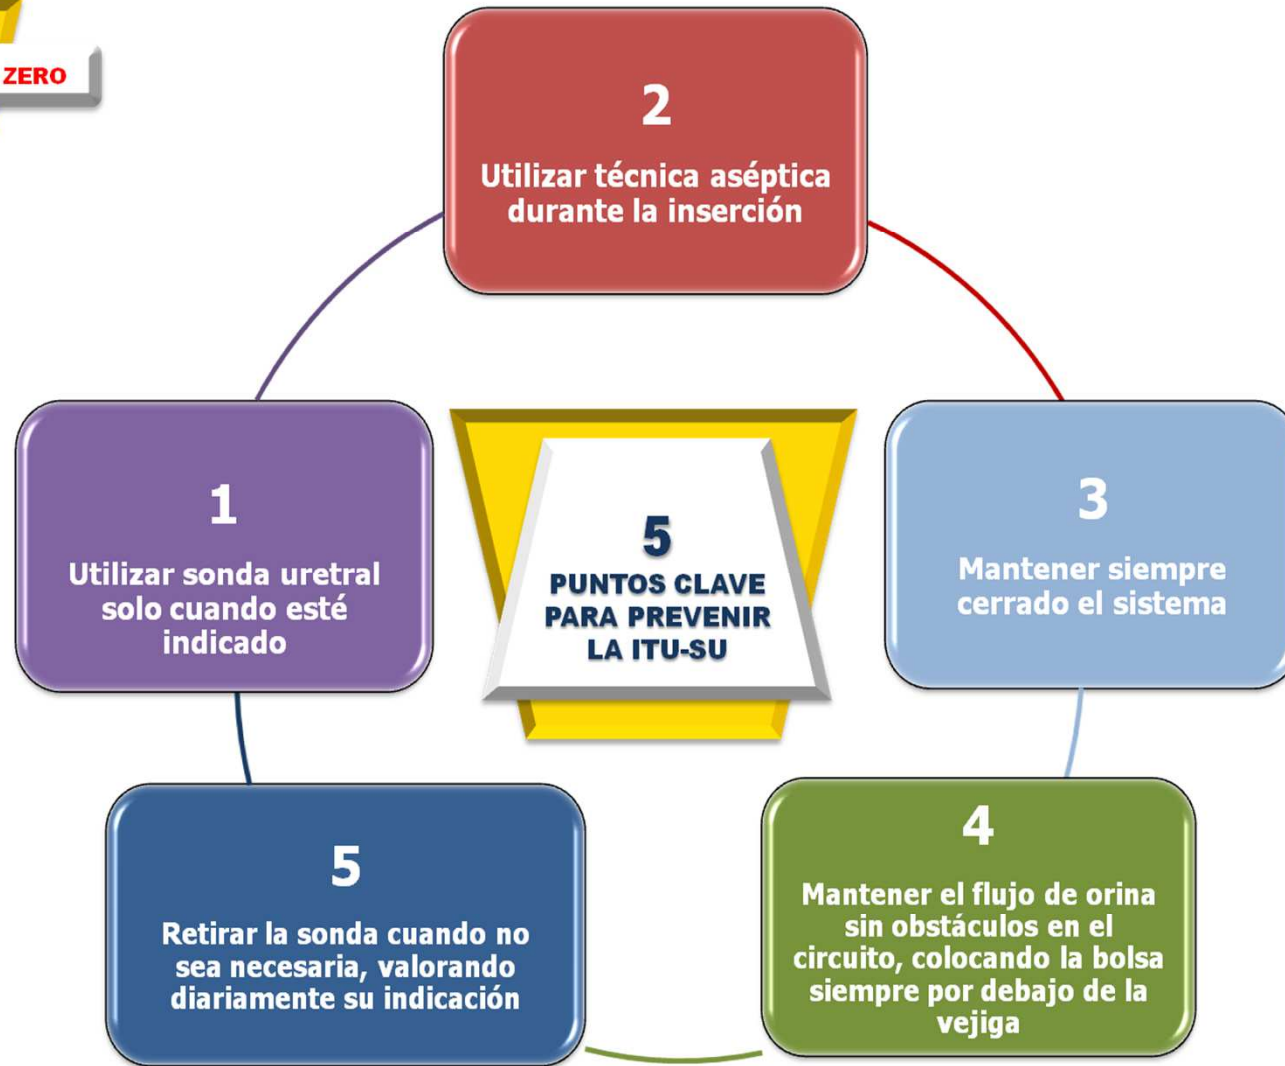 ZERO
2
Utilizar técnica aséptica
durante la inserción
1
Utilizar sonda uretral
solo cuando esté
indicado
5
PUNTOS CLAVE
PARA PREVENIR
LA ITU-SU
3
Mantener siempre
cerrado el sistema
5
Retirar la sonda cuando no
sea necesaria, valorando
diariamente su indicación
4
Mantener el flujo de orina
sin obstáculos en el
circuito, colocando la bolsa
siempre por debajo de la
vejiga